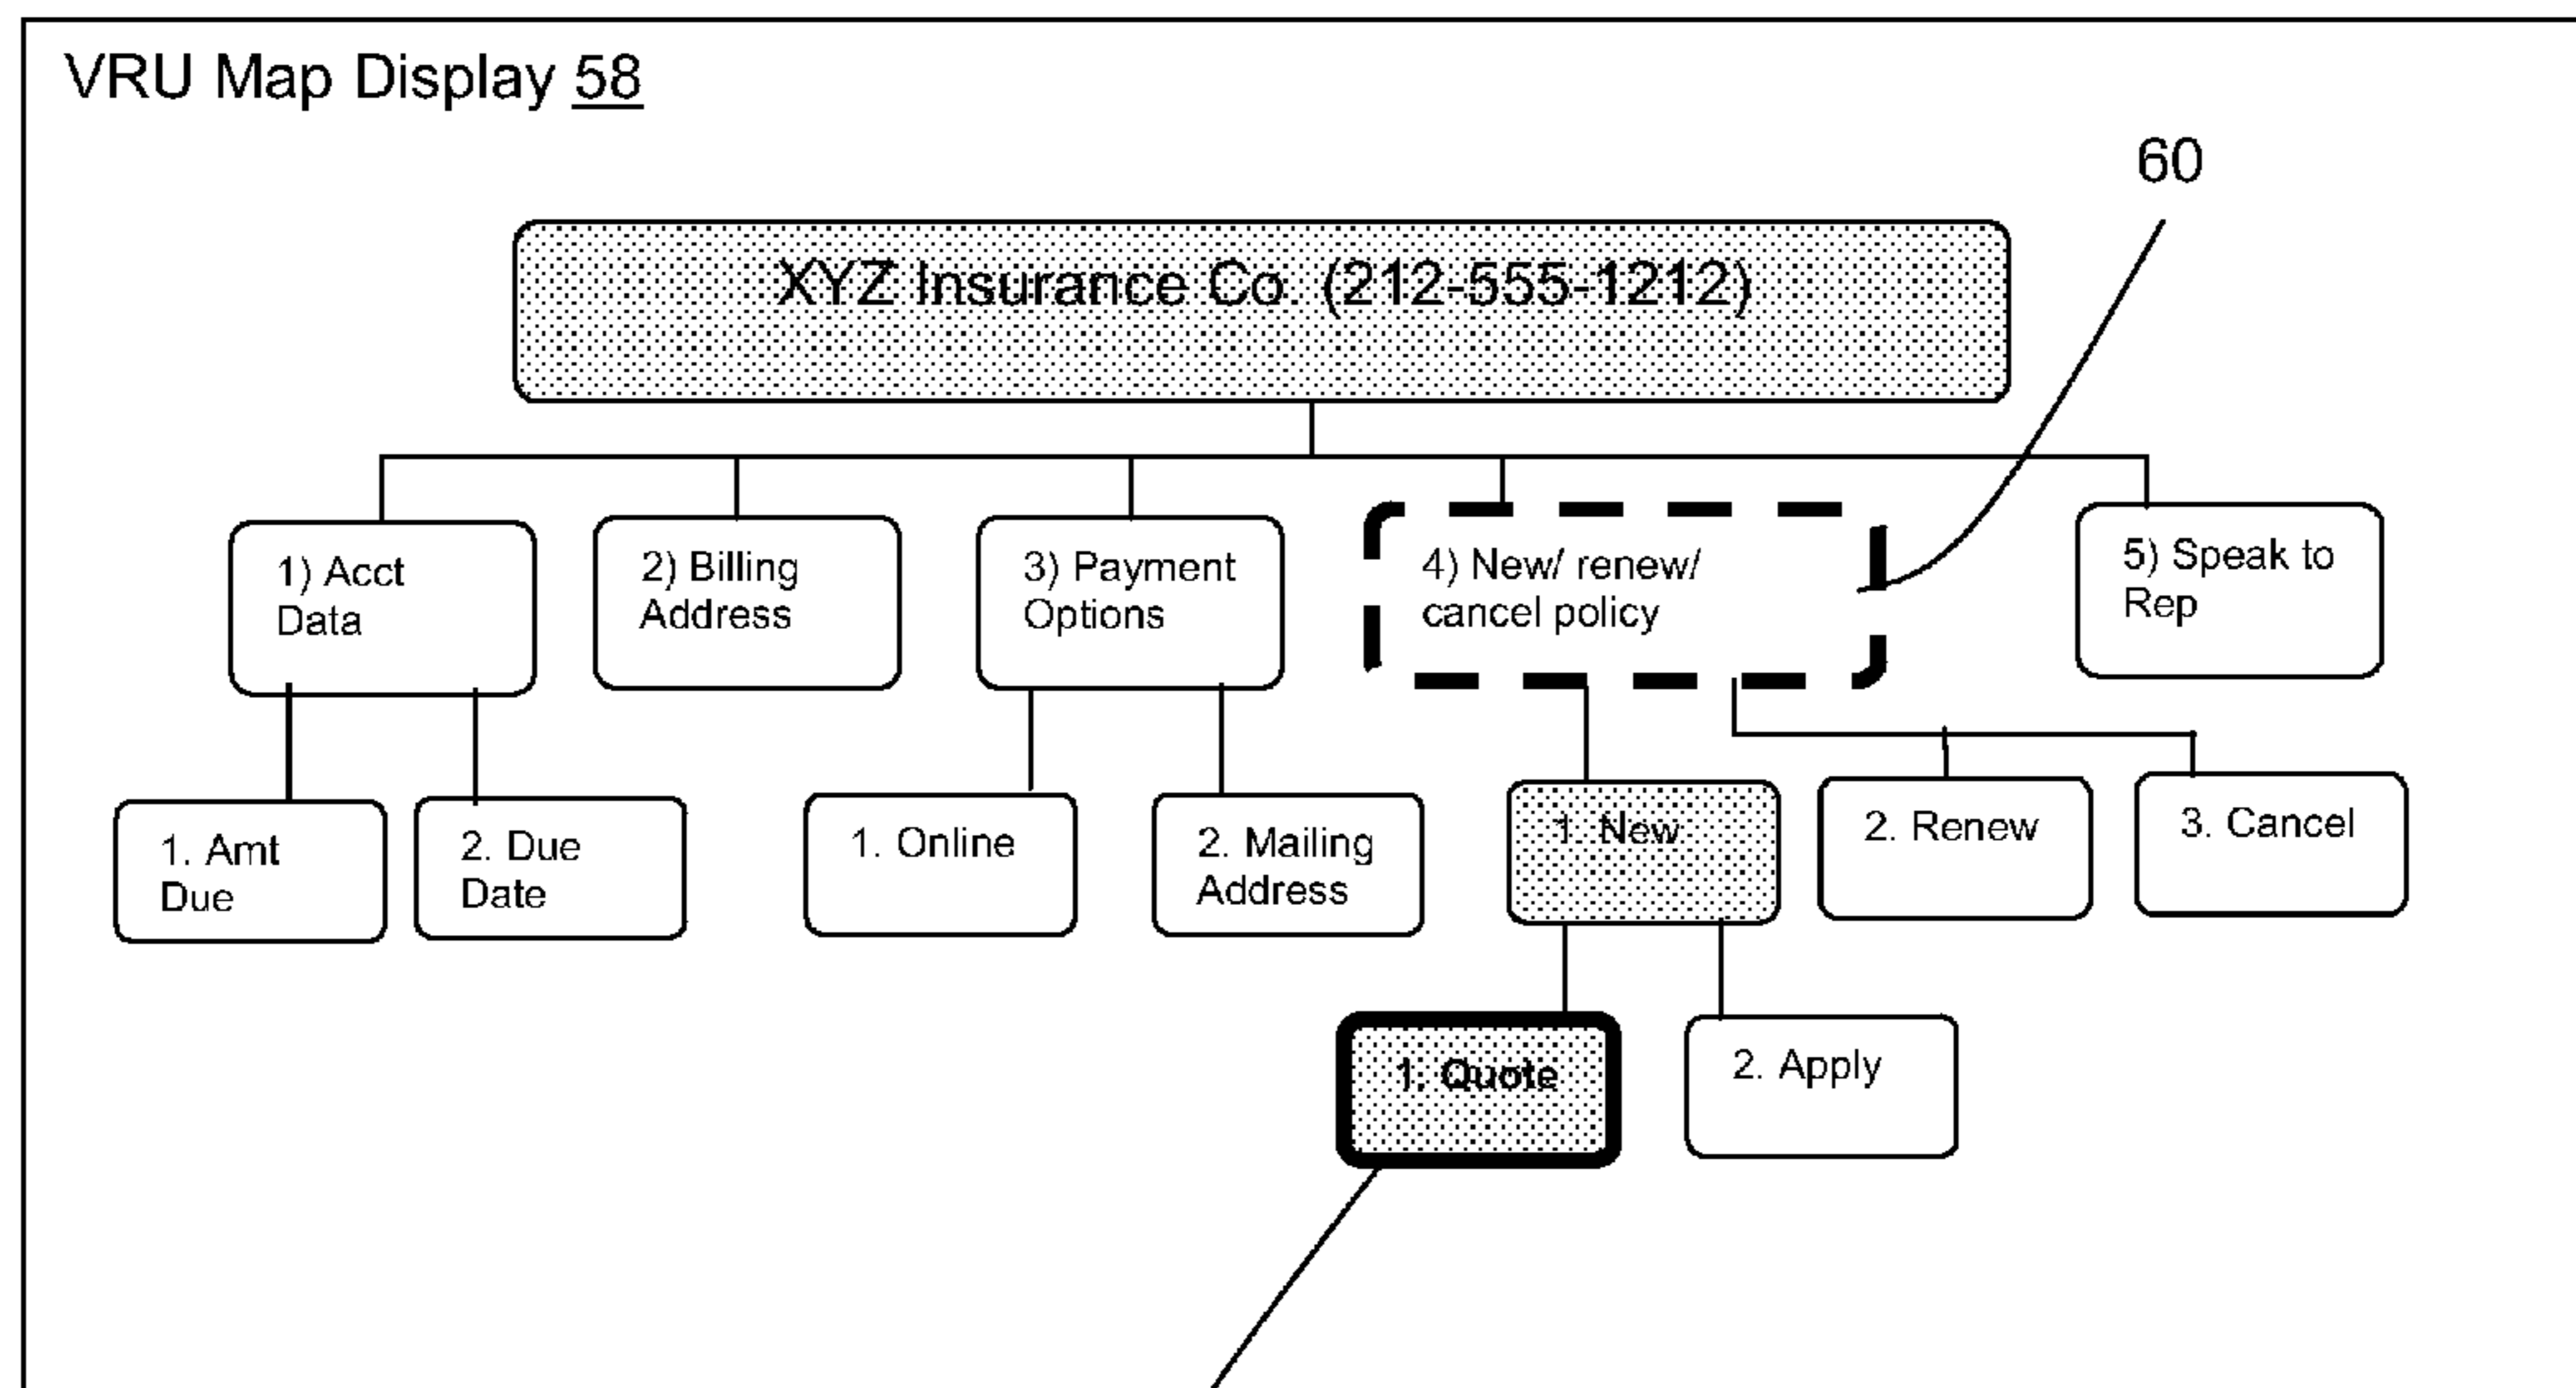 VRU Map Display 58
60
XYZ Insurance Co. (212-555-1212)
1) Acct
Data
2) Billing
Address
3) Payment
Options
4) New/ renew/
cancel policy
5) Speak to
Rep
1. Amt
Due
2. Due
Date
1. Online
2. Mailing
Address
1. New
2. Renew
3. Cancel
1. Quote
2. Apply